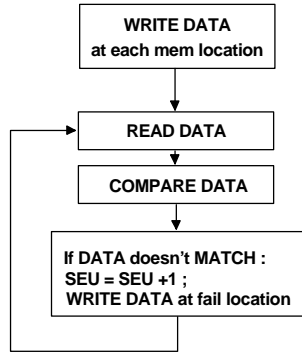 WRITE DATA
at each mem location
READ DATA
COMPARE DATA
If DATA doesn't MATCH :
SEU = SEU +1 ;
WRITE DATA at fail location